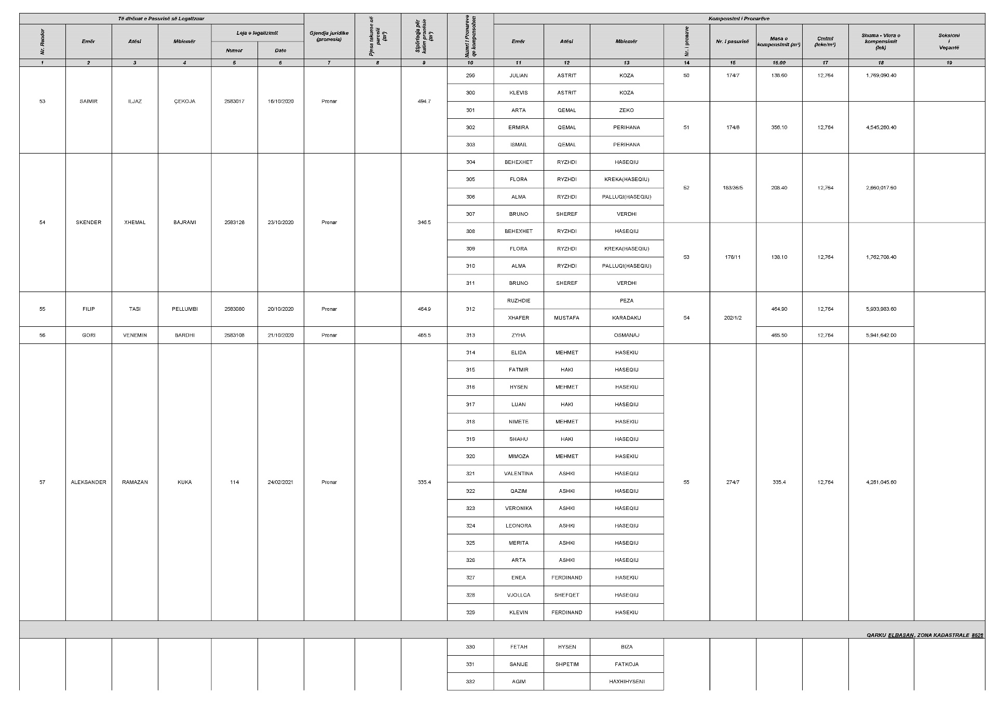 Të dhënat e Pasurisë së Legalizuar
Kompensimi i Pronarëve
Nr. Rendor
Emër
Atësi
Mbiemër
Leja e legalizimit
Numer
Date
Gjendja juridike
(pronesia)
Pjesa takuese në
parcelë
(m²)
Sipërfaqja për
kalim pronësie
(m²)
Numri i Pronareve
qe kompensohen
Emër
Atësi
Mbiemër
Nr. i pronave
Nr. i pasurisë
Masa e
kompensimit (m²)
Çmimi
(leke/m²)
Shuma - Vlera e
kompensimit
(lek)
Seksioni
i
Veçantë
1 2 3 4 5 6 7 8 9 10 11 12 13 14 15 16.00 17 18 19
299 JULIAN ASTRIT KOZA 50 174/7 138.60 12,764 1,769,090.40
300 KLEVIS ASTRIT KOZA
53 SAIMIR ILJAZ ÇEKOJA 2583017 16/10/2020 Pronar 494.7
301 ARTA QEMAL ZEKO
302 ERMIRA QEMAL PERIHANA 51 174/8 356.10 12,764 4,545,260.40
303 ISMAIL QEMAL PERIHANA
304 BEHEXHET RYZHDI HASEQIU
305 FLORA RYZHDI KREKA(HASEQIU)
52 183/36/5 208.40 12,764 2,660,017.60
306 ALMA RYZHDI PALLUQI(HASEQIU)
307 BRUNO SHEREF VERDHI
54 SKENDER XHEMAL BAJRAMI 2583128 23/10/2020 Pronar 346.5
308 BEHEXHET RYZHDI HASEQIU
309 FLORA RYZHDI KREKA(HASEQIU)
53 178/11 138.10 12,764 1,762,708.40
310 ALMA RYZHDI PALLUQI(HASEQIU)
311 BRUNO SHEREF VERDHI
RUZHDIE PEZA
55 FILIP TASI PELLUMBI 2583080 20/10/2020 Pronar 464.9 312 464.90 12,764 5,933,983.60
XHAFER MUSTAFA KARADAKU 54 202/1/2
56 GORI VENEMIN BARDHI 2583108 21/10/2020 Pronar 465.5 313 ZYHA OSMANAJ 465.50 12,764 5,941,642.00
314 ELIDA MEHMET HASEKIU
315 FATMIR HAKI HASEQIU
316 HYSEN MEHMET HASEKIU
317 LUAN HAKI HASEQIU
318 NIMETE MEHMET HASEKIU
319 SHAHU HAKI HASEQIU
320 MIMOZA MEHMET HASEKIU
321 VALENTINA ASHKI HASEQIU
57 ALEKSANDER RAMAZAN KUKA 114 24/02/2021 Pronar 335.4 55 274/7 335.4 12,764 4,281,045.60
322 QAZIM ASHKI HASEQIU
323 VERONIKA ASHKI HASEQIU
324 LEONORA ASHKI HASEQIU
325 MERITA ASHKI HASEQIU
326 ARTA ASHKI HASEQIU
327 ENEA FERDINAND HASEKIU
328 VJOLLCA SHEFQET HASEQIU
329 KLEVIN FERDINAND HASEKIU
QARKU ELBASAN, ZONA KADASTRALE 8526
330 FETAH HYSEN BIZA
331 SANIJE SHPETIM FATKOJA
332 AGIM HAXHIHYSENI